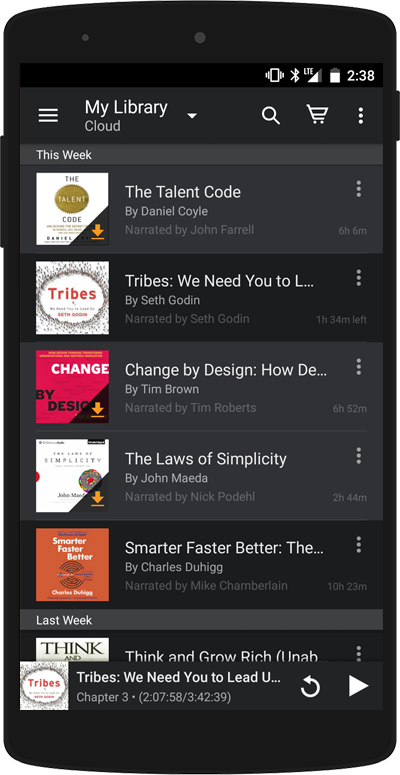 LTE 2:38
My Library
Cloud
This Week
THE
TALENT
CODE
The Talent Code
By Daniel Coyle
Narrated by John Farrell
6h 6m
Tribes
We Need You to Lead Us
SETH GODIN
Tribes: We Need You to L...
By Seth Godin
Narrated by Seth Godin
1h 34m left
CHANGE
BY
DESIGN
Change by Design: How De...
By Tim Brown
Narrated by Tim Roberts
6h 52m
THE LAWS OF
SIMPLICITY
John Maeda
The Laws of Simplicity
By John Maeda
Narrated by Nick Podehl
2h 44m
Smarter
Faster
Better
Charles Duhigg
Smarter Faster Better: The...
By Charles Duhigg
Narrated by Mike Chamberlain
10h 23m
Last Week
THINK
AND
Think and Grow Rich (Unab...
Tribes
SETH GODIN
Tribes: We Need You to Lead U...
Chapter 3 • (2:07:58/3:42:39)